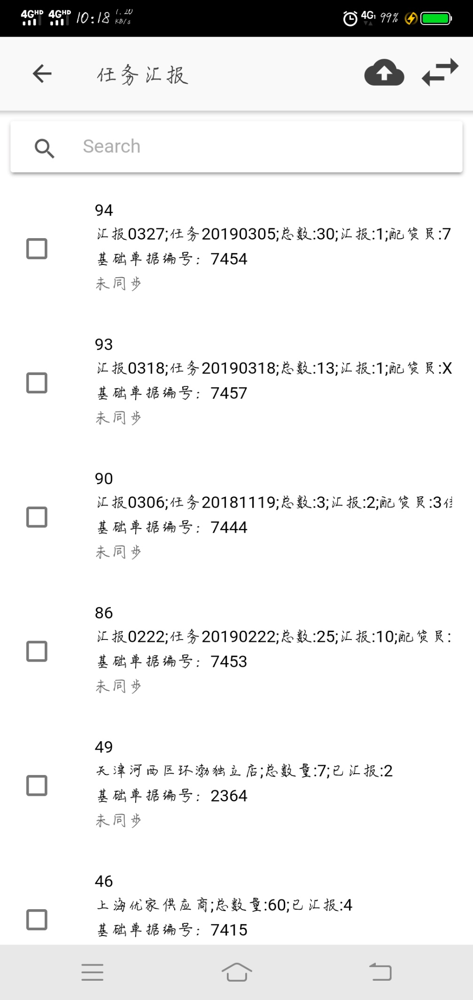 4GHD 4GHD 10:18 1.20 KB/s 4G1 99%
任务汇报
Search
94
汇报0327;任务20190305;总数:30;汇报:1;配货员:7
基础单据编号：7454
未同步
93
汇报0318;任务20190318;总数:13;汇报:1;配货员:X
基础单据编号：7457
未同步
90
汇报0306;任务20181119;总数:3;汇报:2;配货员:3
基础单据编号：7444
未同步
86
汇报0222;任务20190222;总数:25;汇报:10;配货员:
基础单据编号：7453
未同步
49
天津河西区环渤独立店;总数量:7;已汇报:2
基础单据编号：2364
未同步
46
上海优家供应商;总数量:60;已汇报:4
基础单据编号：7415